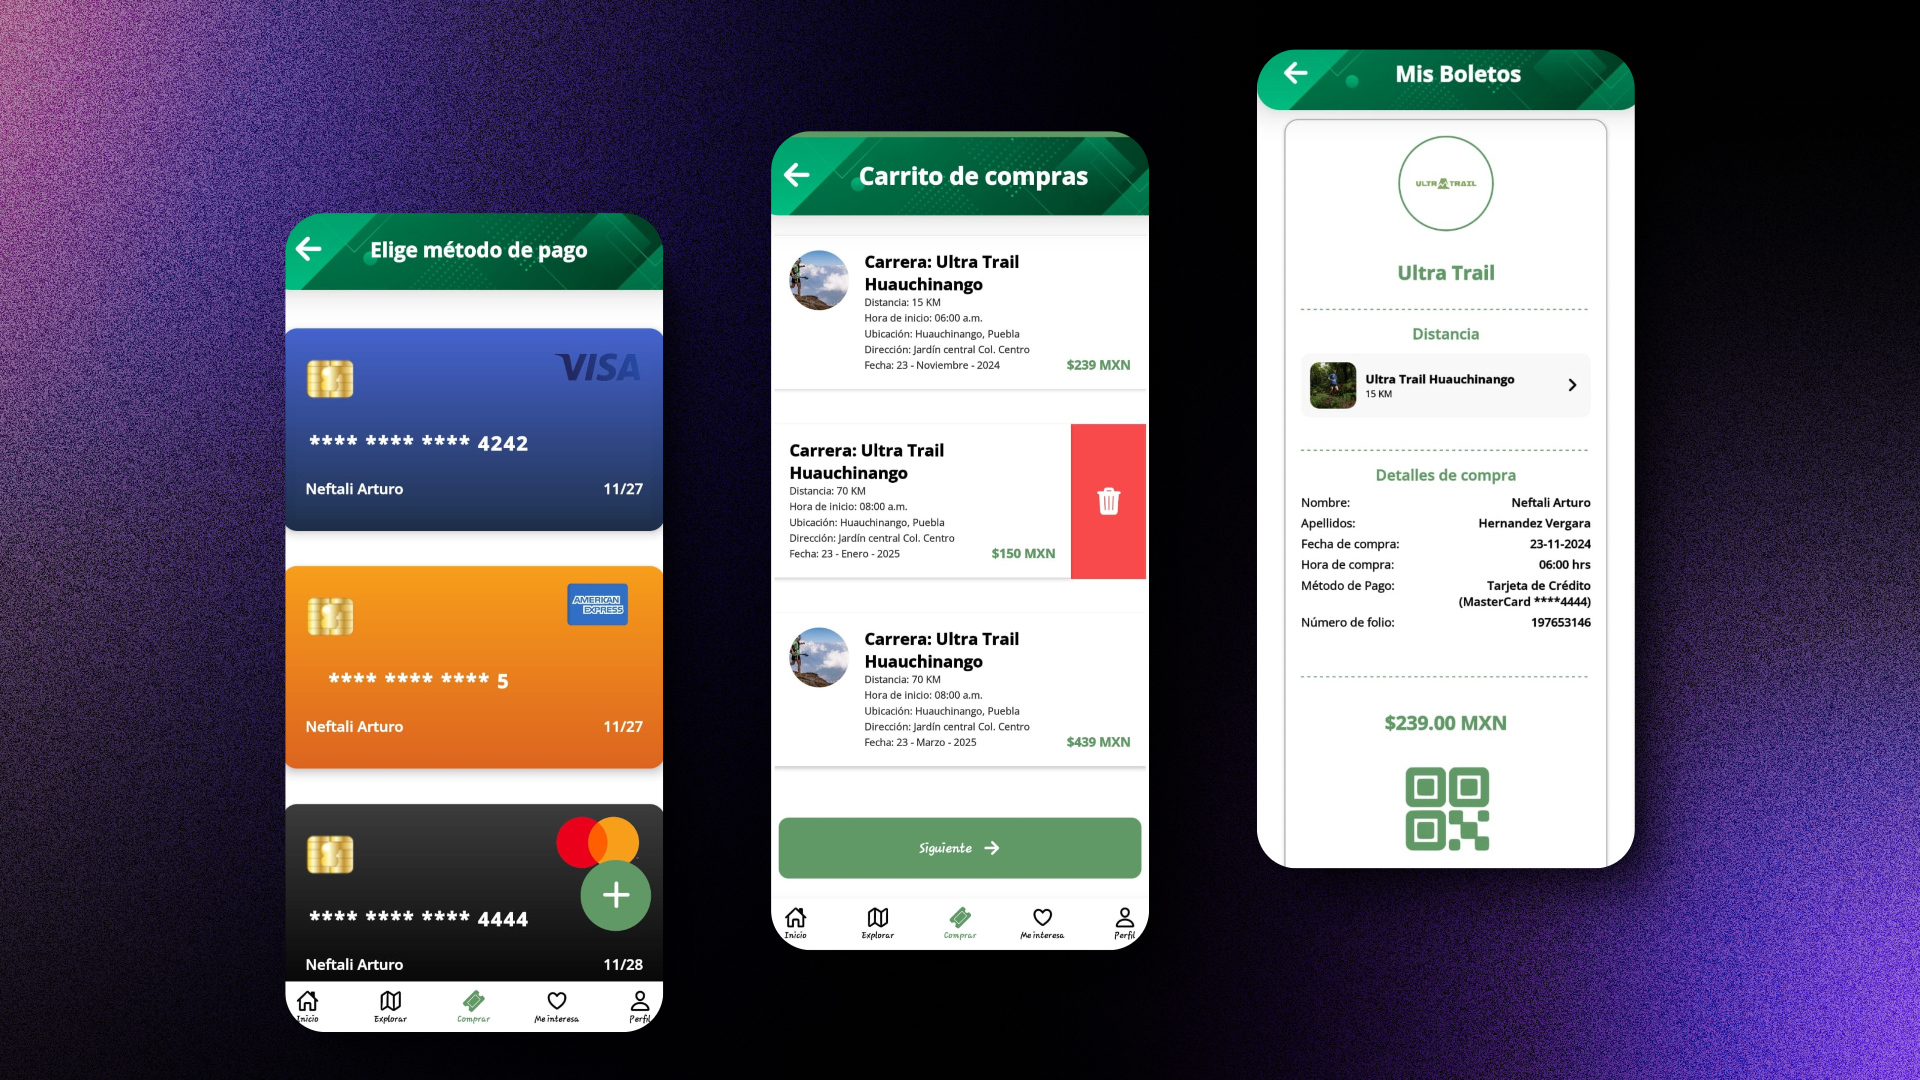 Elige método de pago
VISA
**** **** **** 4242
Neftali Arturo 11/27
AMERICAN EXPRESS
**** **** **** 5
Neftali Arturo 11/27
**** **** **** 4444
+
Neftali Arturo 11/28
Inicio Explorar Comprar Me interesa Perfil
Carrito de compras
Carrera: Ultra Trail
Huauchinango
Distancia: 15 KM
Hora de inicio: 06:00 a.m.
Ubicación: Huauchinango, Puebla
Dirección: Jardín central Col. Centro
Fecha: 23 - Noviembre - 2024 $239 MXN
Carrera: Ultra Trail
Huauchinango
Distancia: 70 KM
Hora de inicio: 08:00 a.m.
Ubicación: Huauchinango, Puebla
Dirección: Jardín central Col. Centro
Fecha: 23 - Enero - 2025 $150 MXN
Carrera: Ultra Trail
Huauchinango
Distancia: 70 KM
Hora de inicio: 08:00 a.m.
Ubicación: Huauchinango, Puebla
Dirección: Jardín central Col. Centro
Fecha: 23 - Marzo - 2025 $439 MXN
Siguiente
Inicio Explorar Comprar Me interesa Perfil
Mis Boletos
ULTRA TRAIL
Ultra Trail
Distancia
Ultra Trail Huauchinango
15 KM
Detalles de compra
Nombre: Neftali Arturo
Apellidos: Hernandez Vergara
Fecha de compra: 23-11-2024
Hora de compra: 06:00 hrs
Método de Pago: Tarjeta de Crédito
(MasterCard ****4444)
Número de folio: 197653146
$239.00 MXN